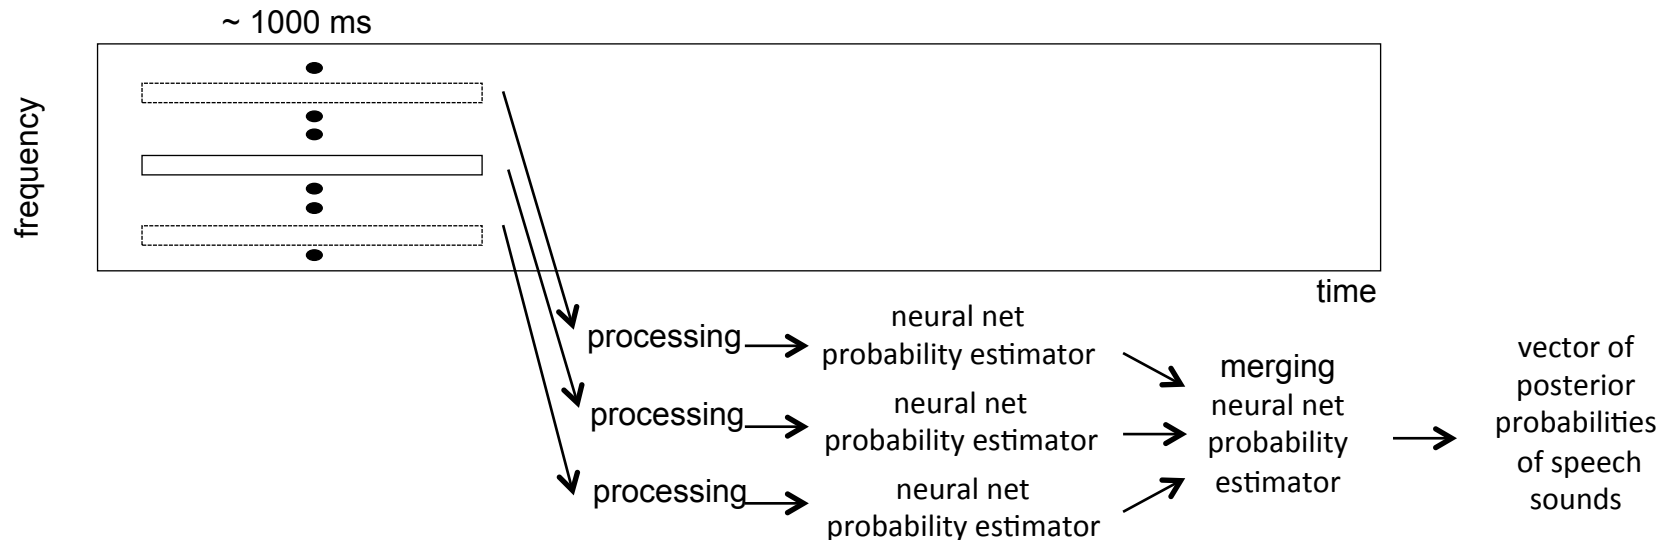 ~ 1000 ms
frequency
time
processing
neural net
probability estimator
processing
neural net
probability estimator
processing
neural net
probability estimator
merging
neural net
probability
estimator
vector of
posterior
probabilities
of speech
sounds